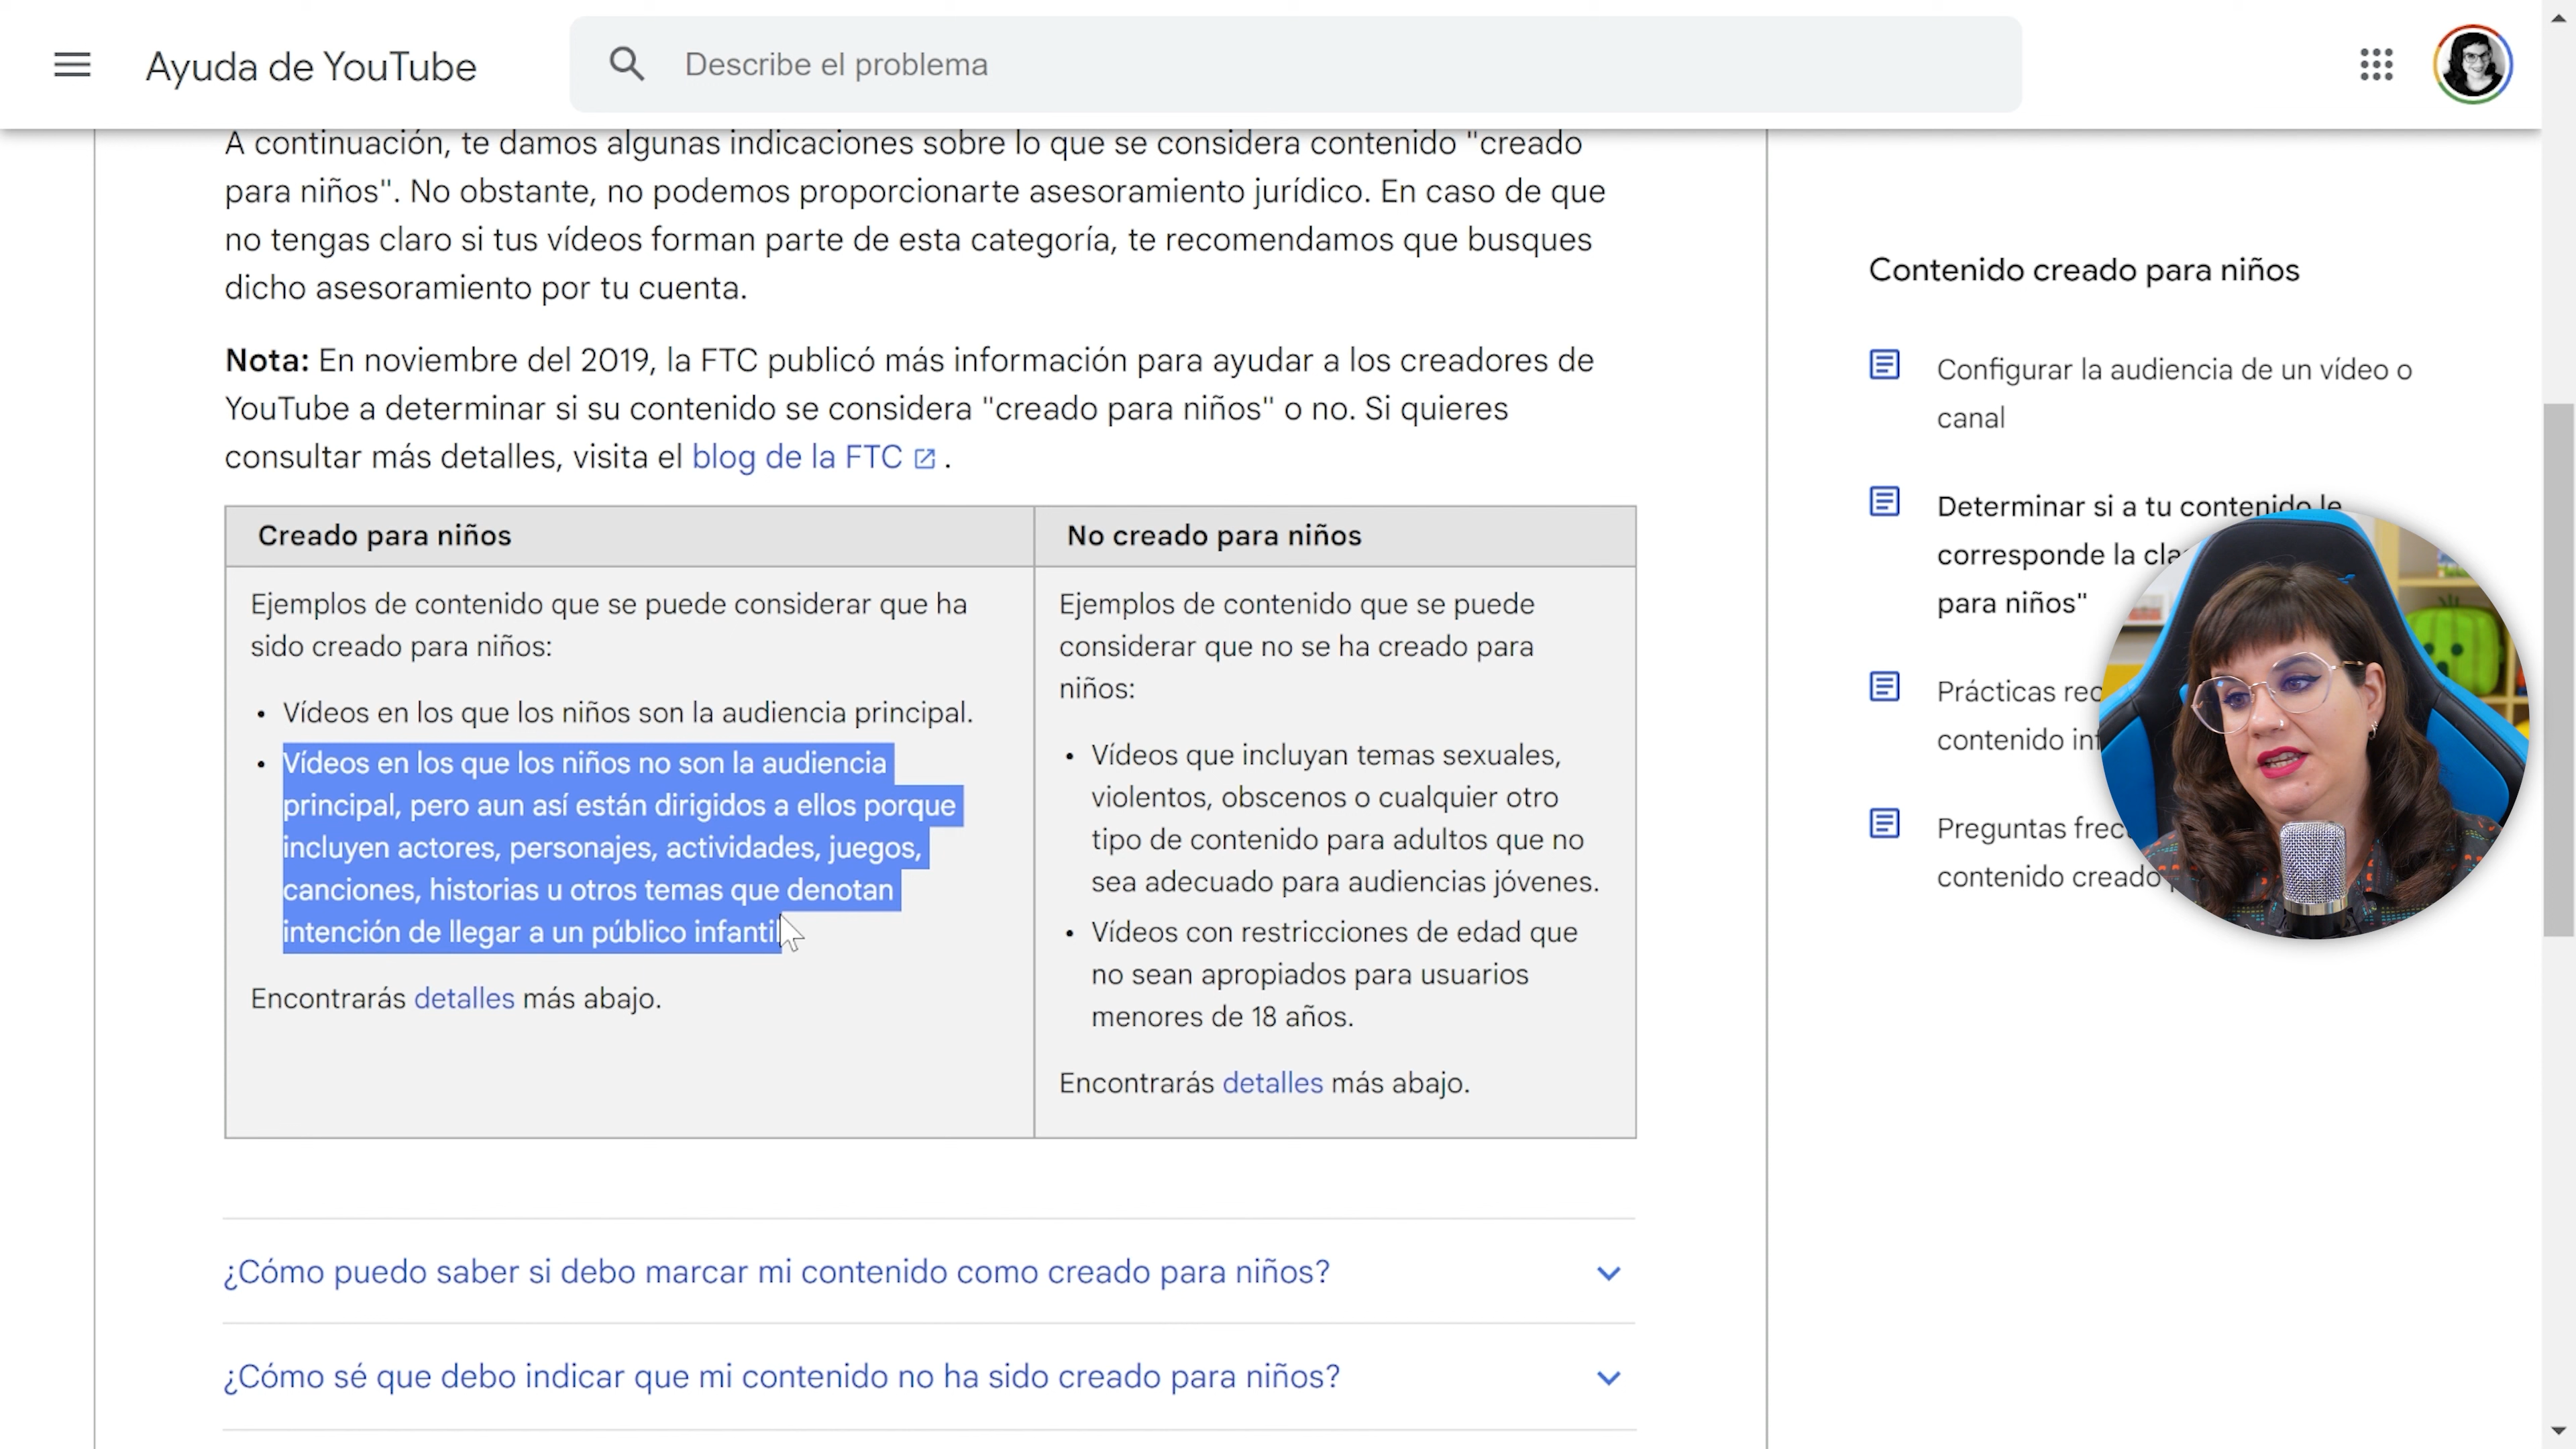 Ayuda de YouTube
Describe el problema
A continuación, te damos algunas indicaciones sobre lo que se considera contenido "creado
para niños". No obstante, no podemos proporcionarte asesoramiento jurídico. En caso de que
no tengas claro si tus vídeos forman parte de esta categoría, te recomendamos que busques
dicho asesoramiento por tu cuenta.
Nota: En noviembre del 2019, la FTC publicó más información para ayudar a los creadores de
YouTube a determinar si su contenido se considera "creado para niños" o no. Si quieres
consultar más detalles, visita el blog de la FTC .
Creado para niños
Ejemplos de contenido que se puede considerar que ha
sido creado para niños:
• Vídeos en los que los niños son la audiencia principal.
• Vídeos en los que los niños no son la audiencia
principal, pero aun así están dirigidos a ellos porque
incluyen actores, personajes, actividades, juegos,
canciones, historias u otros temas que denotan
intención de llegar a un público infantil
Encontrarás detalles más abajo.
No creado para niños
Ejemplos de contenido que se puede
considerar que no se ha creado para
niños:
• Vídeos que incluyan temas sexuales,
violentos, obscenos o cualquier otro
tipo de contenido para adultos que no
sea adecuado para audiencias jóvenes.
• Vídeos con restricciones de edad que
no sean apropiados para usuarios
menores de 18 años.
Encontrarás detalles más abajo.
¿Cómo puedo saber si debo marcar mi contenido como creado para niños?
¿Cómo sé que debo indicar que mi contenido no ha sido creado para niños?
Contenido creado para niños
Configurar la audiencia de un vídeo o
canal
Determinar si a tu contenido le
corresponde la
para niños"
Prácticas
contenido
Preguntas
contenido creado